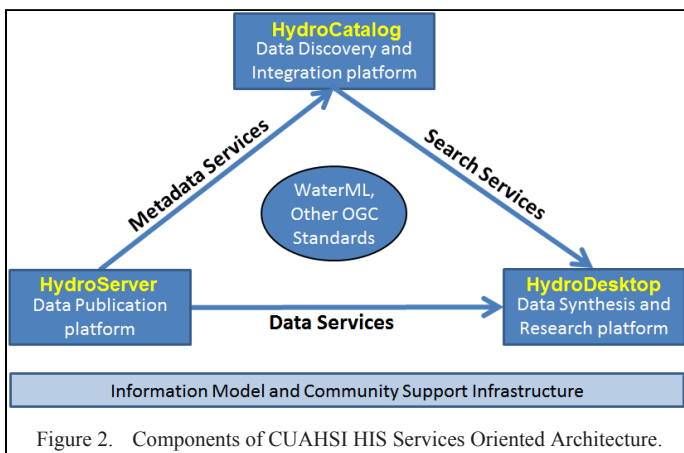 HydroCatalog
Data Discovery and
Integration platform
Metadata Services
Search Services
WaterML,
Other OGC
Standards
HydroServer
Data Publication
platform
Data Services
HydroDesktop
Data Synthesis and
Research platform
Information Model and Community Support Infrastructure
Figure 2. Components of CUAHSI HIS Services Oriented Architecture.